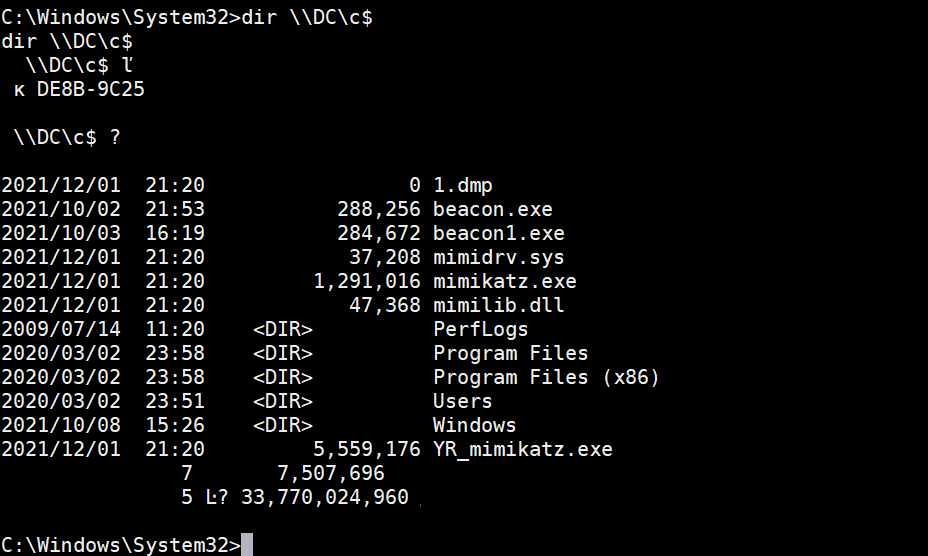 C:\Windows\System32>dir \\DC\c$
dir \\DC\c$
\\DC\c$ ľ
κ DE8B-9C25
\\DC\c$ ?
2021/12/01 21:20 0 1.dmp
2021/10/02 21:53 288,256 beacon.exe
2021/10/03 16:19 284,672 beacon1.exe
2021/12/01 21:20 37,208 mimidrv.sys
2021/12/01 21:20 1,291,016 mimikatz.exe
2021/12/01 21:20 47,368 mimilib.dll
2009/07/14 11:20 <DIR> PerfLogs
2020/03/02 23:58 <DIR> Program Files
2020/03/02 23:58 <DIR> Program Files (x86)
2020/03/02 23:51 <DIR> Users
2021/10/08 15:26 <DIR> Windows
2021/12/01 21:20 5,559,176 YR_mimikatz.exe
7 7,507,696
5 Ŀ? 33,770,024,960
C:\Windows\System32>